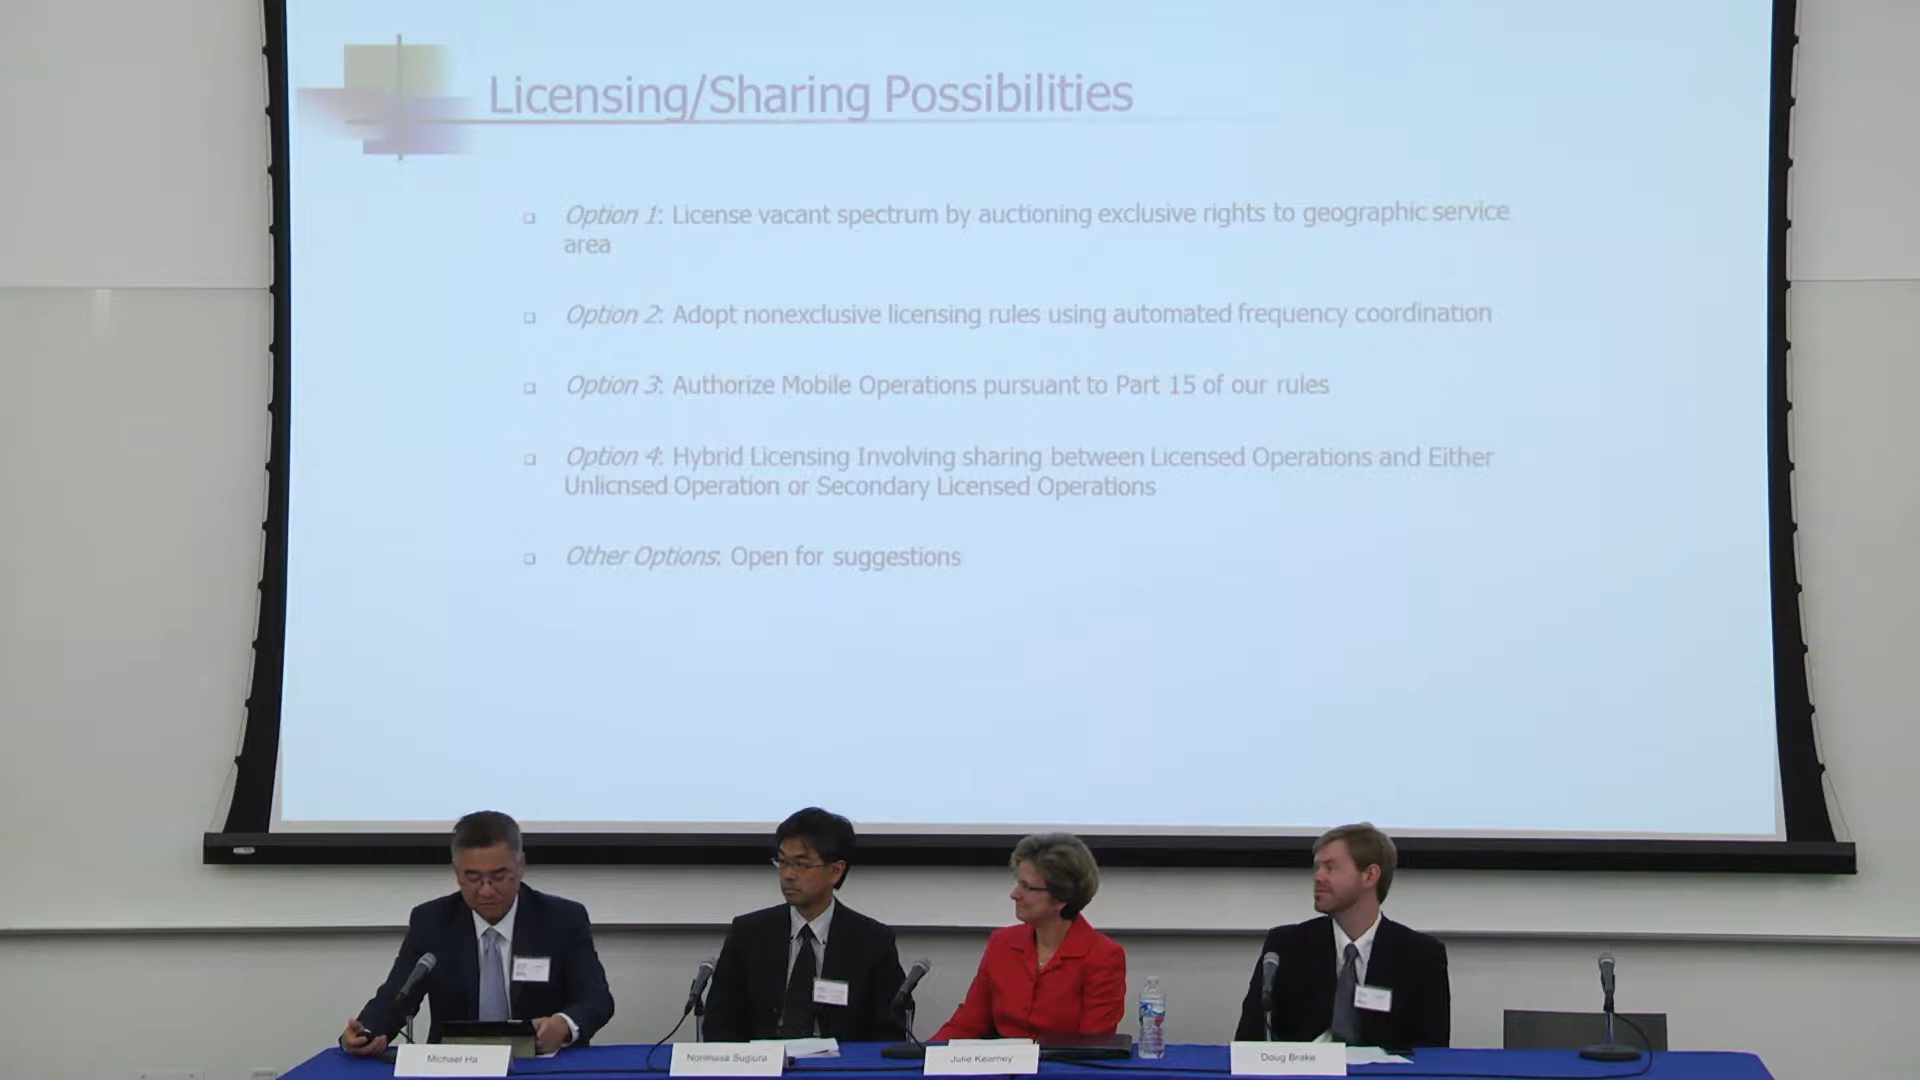 Licensing/Sharing Possibilities
Option 1: License vacant spectrum by auctioning exclusive rights to geographic service
area
Option 2: Adopt nonexclusive licensing rules using automated frequency coordination
Option 3: Authorize Mobile Operations pursuant to Part 15 of our rules
Option 4: Hybrid Licensing Involving sharing between Licensed Operations and Either
Unlicnsed Operation or Secondary Licensed Operations
Other Options: Open for suggestions
Michael Ha
Norimasa Sugiura
Julie Kearney
Doug Brake